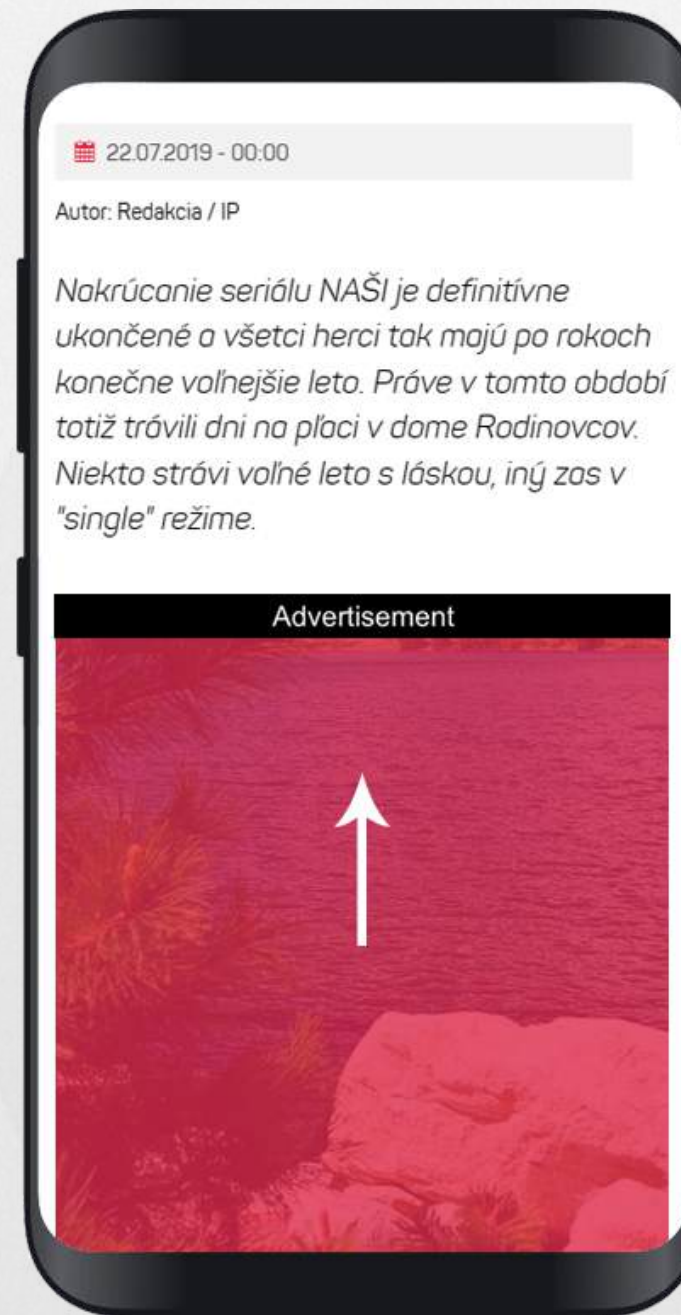 22.07.2019 - 00:00
Autor: Redakcia / IP
Nakrúcanie seriálu NAŠI je definitívne
ukončené a všetci herci tak majú po rokoch
konečne voľnejšie leto. Práve v tomto období
totiž trávili dni na pľaci v dome Rodinovcov.
Niekto strávi voľné leto s láskou, iný zas v
"single" režime.
Advertisement